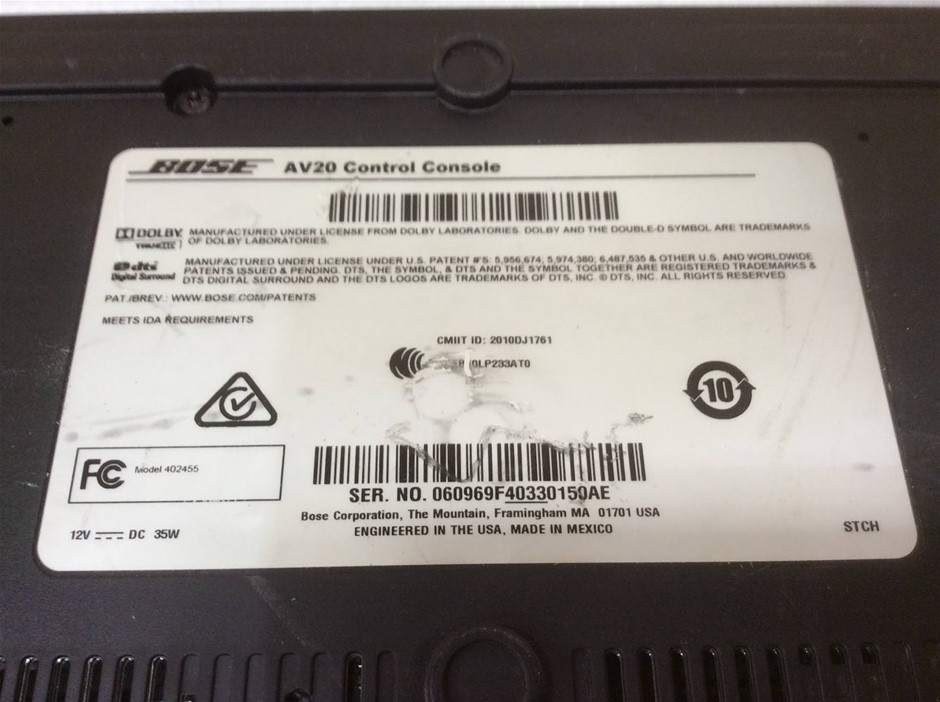 BOSE AV20 Control Console
DOLBY MANUFACTURED UNDER LICENSE FROM DOLBY LABORATORIES. DOLBY AND THE DOUBLE-D SYMBOL ARE TRADEMARKS
OF DOLBY LABORATORIES.
dts MANUFACTURED UNDER LICENSE UNDER U.S. PATENT #'S: 5,956,674; 5,974,380; 6,487,535 & OTHER U.S. AND WORLDWIDE
Digital Surround PATENTS ISSUED & PENDING. DTS, THE SYMBOL, & DTS AND THE SYMBOL TOGETHER ARE REGISTERED TRADEMARKS &
DTS DIGITAL SURROUND AND THE DTS LOGOS ARE TRADEMARKS OF DTS, INC. © DTS, INC. ALL RIGHTS RESERVED.
PAT./BREV.: WWW.BOSE.COM/PATENTS
MEETS IDA REQUIREMENTS
CMIIT ID: 2010DJ1761
0LP233AT0
10
FC Model 402455
SER. NO. 060969F40330150AE
Bose Corporation, The Mountain, Framingham MA 01701 USA
12V DC 35W
ENGINEERED IN THE USA, MADE IN MEXICO
STCH